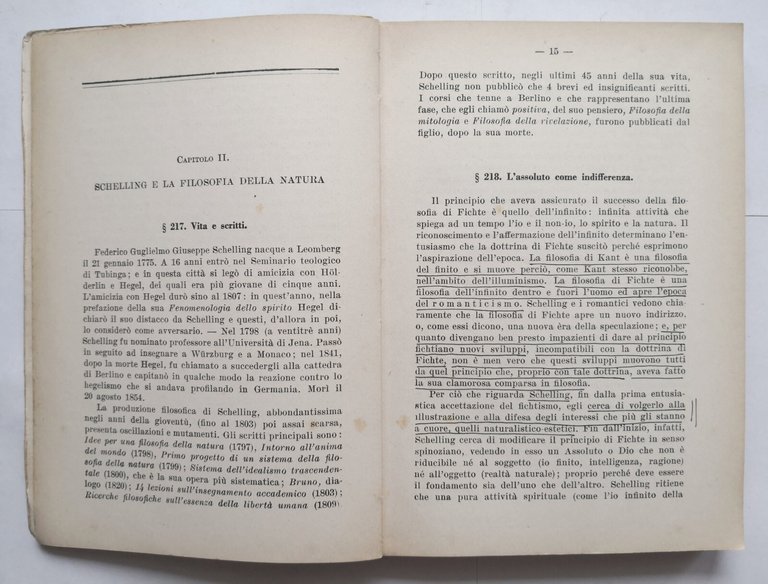 CAPITOLO II.
SCHELLING E LA FILOSOFIA DELLA NATURA
§ 217. Vita e scritti.
Federico Guglielmo Giuseppe Schelling nacque a Leomberg
il 21 gennaio 1775. A 16 anni entrò nel Seminario teologico
di Tubinga; e in questa città si legò di amicizia con Höl-
derlin e Hegel, dei quali era più giovane di cinque anni.
L'amicizia con Hegel durò sino al 1807: in quest'anno, nella
prefazione della sua Fenomenologia dello spirito Hegel di-
chiarò il suo distacco da Schelling e questi, d'allora in poi,
lo considerò come avversario. — Nel 1798 (a ventitrè anni)
Schelling fu nominato professore all'Università di Jena. Passò
in seguito ad insegnare a Würzburg e a Monaco; nel 1841,
dopo la morte Hegel, fu chiamato a succedergli alla cattedra
di Berlino e capitanò in qualche modo la reazione contro lo
hegelismo che si andava profilando in Germania. Morì il
20 agosto 1854.
La produzione filosofica di Schelling, abbondantissima
negli anni della gioventù, (fino al 1803) poi assai scarsa,
presenta oscillazioni e mutamenti. Gli scritti principali sono:
Idee per una filosofia della natura (1797), Intorno all'anima
del mondo (1798), Primo progetto di un sistema della filo-
sofia della natura (1799); Sistema dell'idealismo trascenden-
tale (1800), che è la sua opera più sistematica; Bruno, dia-
logo (1820); 14 lezioni sull'insegnamento accademico (1803);
Ricerche filosofiche sull'essenza della libertà umana (1809)
— 15 —
Dopo questo scritto, negli ultimi 45 anni della sua vita,
Schelling non pubblicò che 4 brevi ed insignificanti scritti.
I corsi che tenne a Berlino e che rappresentano l'ultima
fase, che egli chiamò positiva, del suo pensiero, Filosofia della
mitologia e Filosofia della rivelazione, furono pubblicati dal
figlio, dopo la sua morte.
§ 218. L'assoluto come indifferenza.
Il principio che aveva assicurato il successo della filo-
sofia di Fichte è quello dell'infinito: infinita attività che
spiega ad un tempo l'io e il non-io, lo spirito e la natura. Il
riconoscimento e l'affermazione dell'infinito determinano l'en-
tusiasmo che la dottrina di Fichte suscitò perché esprimono
l'aspirazione dell'epoca. La filosofia di Kant è una filosofia
del finito e si muove perciò, come Kant stesso riconobbe,
nell'àmbito dell'illuminismo. La filosofia di Fichte è una
filosofia dell'infinito dentro e fuori l'uomo ed apre l'epoca
del romanticismo. Schelling e i romantici vedono chia-
ramente che la filosofia di Fichte apre un nuovo indirizzo.
o, come essi dicono, una nuova èra della speculazione; e, per
quanto divengano ben presto impazienti di dare al principio
fichtiano nuovi sviluppi, incompatibili con la dottrina di
Fichte, non è men vero che questi sviluppi muovono tutti
da quel principio che, proprio con tale dottrina, aveva fatto
la sua clamorosa comparsa in filosofia.
Per ciò che riguarda Schelling, fin dalla prima entu-
siastica accettazione del fichtismo, egli cerca di volgerlo alla
illustrazione e alla difesa degli interessi che più gli stanno
a cuore, quelli naturalistico-estetici. Fin dall'inizio, infatti,
Schelling cerca di modificare il principio di Fichte in senso
spinoziano, vedendo in esso un Assoluto o Dio che non è
riducibile né al soggetto (io finito, intelligenza, ragione)
né all'oggetto (realtà naturale); proprio perché deve essere
il fondamento sia dell'uno che dell'altro. Schelling ritiene
che una pura attività spirituale (come l'io infinito della